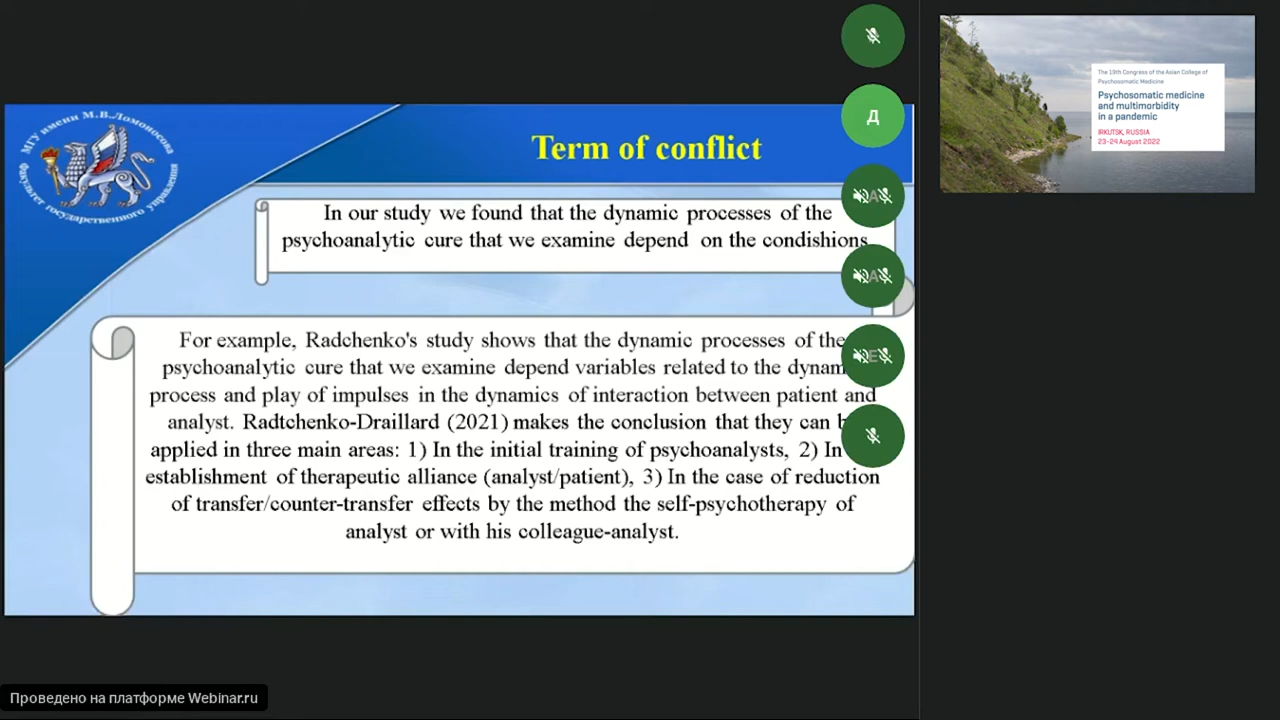 МГУ имени М.В.Ломоносова
факультет государственного управления
Term of conflict
In our study we found that the dynamic processes of the
psychoanalytic cure that we examine depend on the condishions
For example, Radchenko's study shows that the dynamic processes of the
psychoanalytic cure that we examine depend variables related to the
process and play of impulses in the dynamics of interaction between patient and
analyst. Radtchenko-Draillard (2021) makes the conclusion that they can
applied in three main areas: 1) In the initial training of psychoanalysts, 2) In
establishment of therapeutic alliance (analyst/patient), 3) In the case of reduction
of transfer/counter-transfer effects by the method the self-psychotherapy of
analyst or with his colleague-analyst.
Д
A
A
E
The 19th Congress of the Asian College of
Psychosomatic Medicine
Psychosomatic medicine
and multimorbidity
in a pandemic
IRKUTSK, RUSSIA
23-24 August 2022
Проведено на платформе Webinar.ru